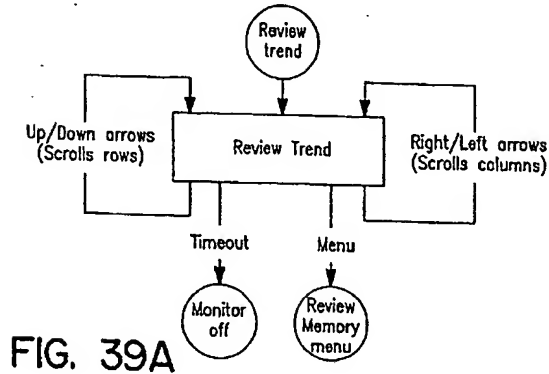 Review
trend
Up/Down arrows
(Scrolls rows)
Review Trend
Right/Left arrows
(Scrolls columns)
Timeout
Menu
Monitor
off
Review
Memory
menu
FIG. 39A